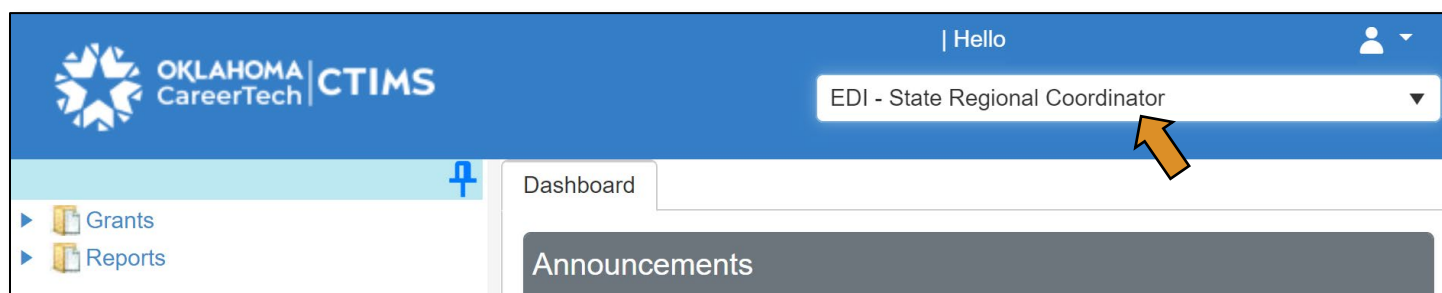 | Hello
OKLAHOMA
CareerTech
CTIMS
EDI - State Regional Coordinator
Dashboard
Grants
Reports
Announcements